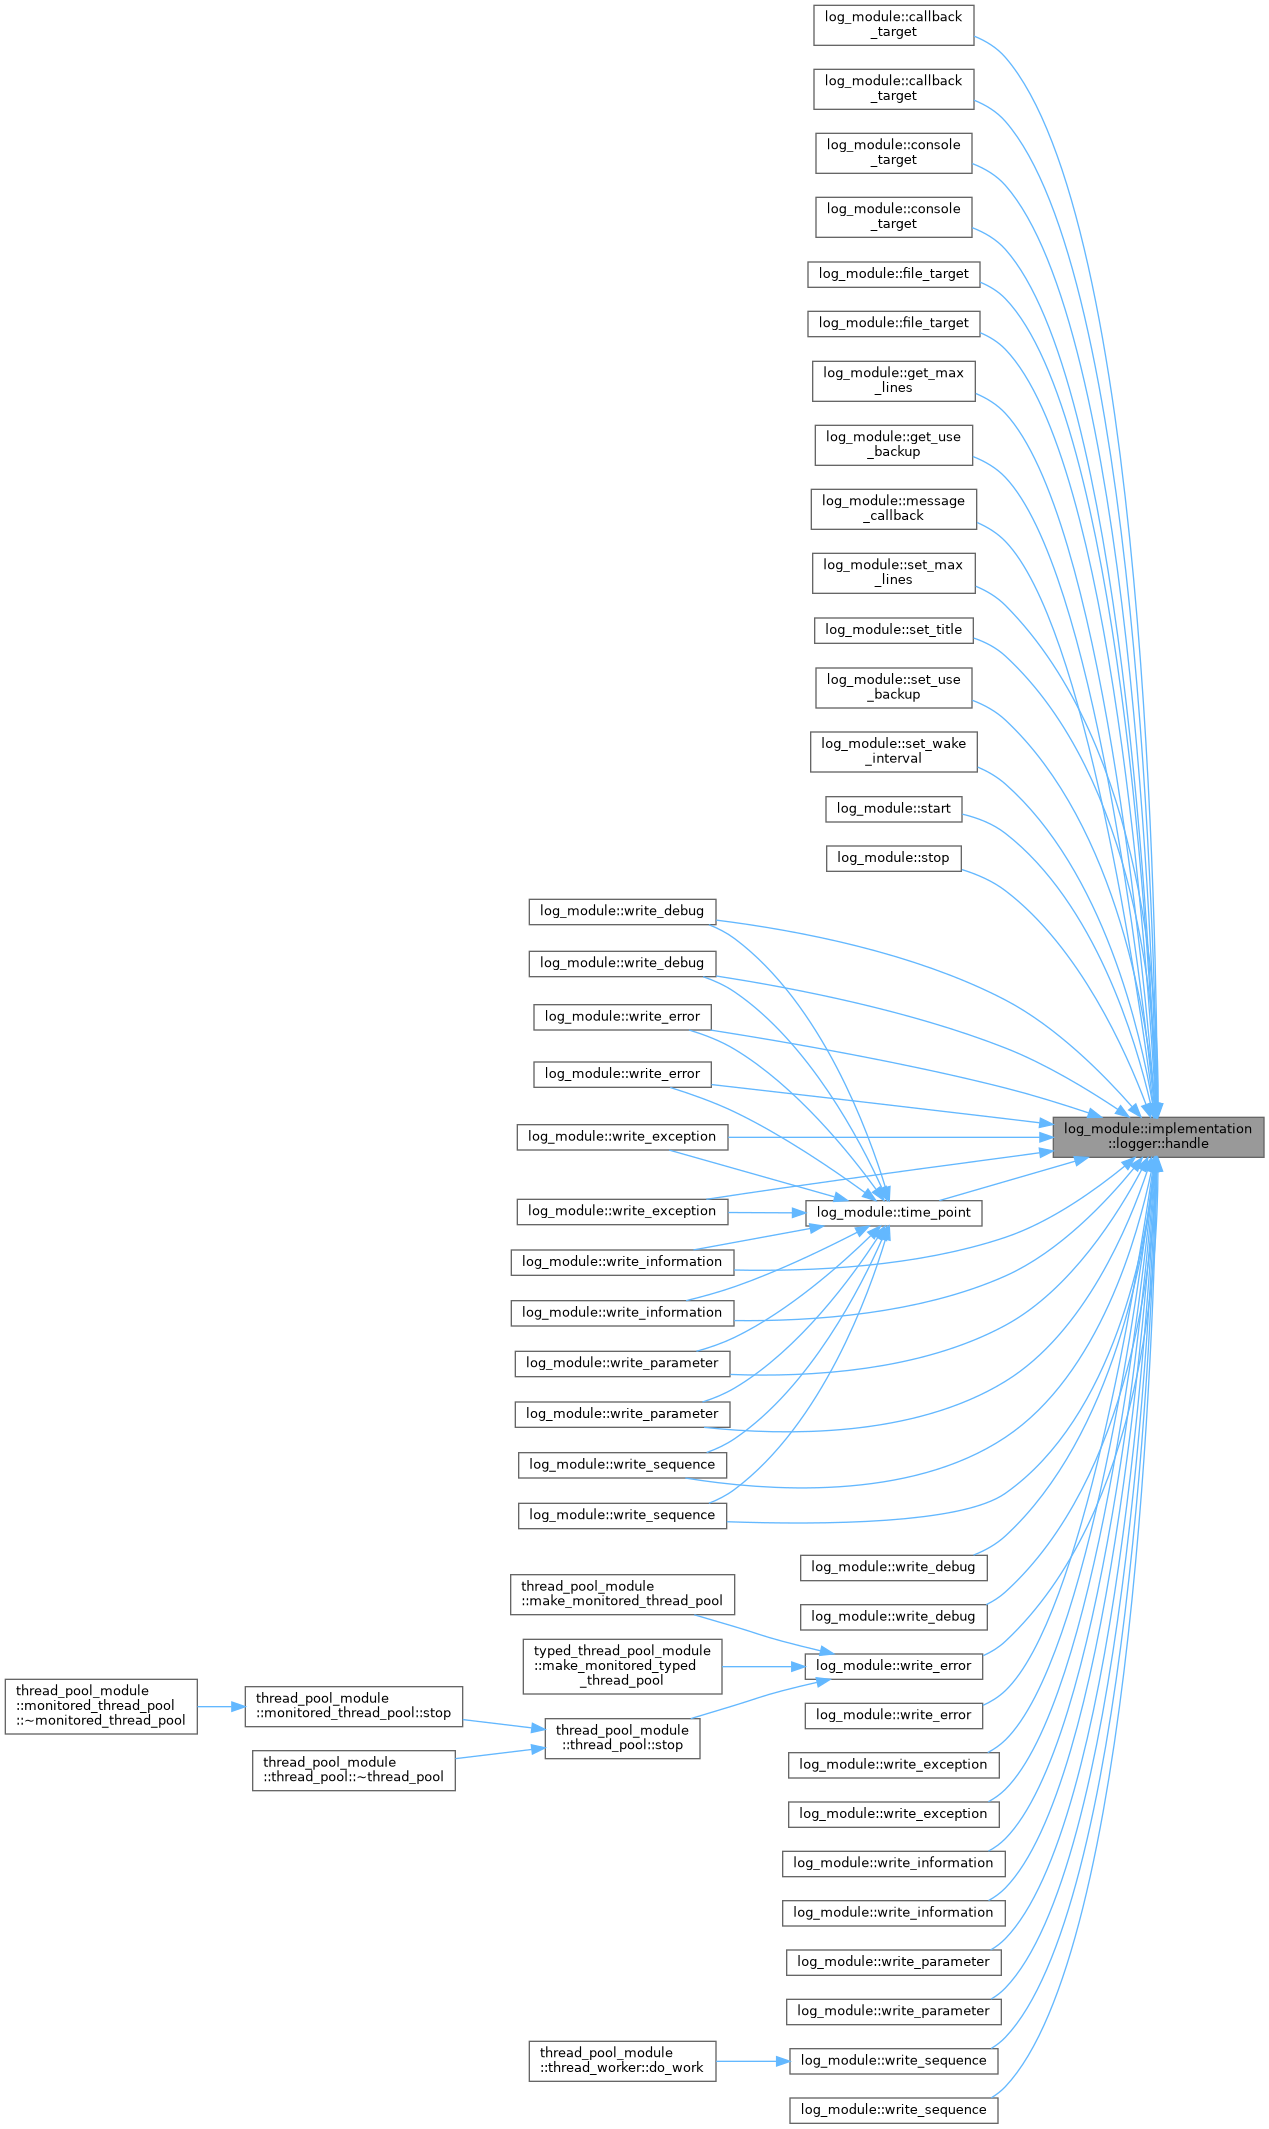 log_module::callback
_target
log_module::callback
_target
log_module::console
_target
log_module::console
_target
log_module::file_target
log_module::file_target
log_module::get_max
_lines
log_module::get_use
_backup
log_module::message
_callback
log_module::set_max
_lines
log_module::set_title
log_module::set_use
_backup
log_module::set_wake
_interval
log_module::start
log_module::stop
log_module::write_debug
log_module::write_debug
log_module::write_error
log_module::write_error
log_module::implementation
::logger::handle
log_module::write_exception
log_module::write_exception
log_module::time_point
log_module::write_information
log_module::write_information
log_module::write_parameter
log_module::write_parameter
log_module::write_sequence
log_module::write_sequence
log_module::write_debug
thread_pool_module
::make_monitored_thread_pool
log_module::write_debug
typed_thread_pool_module
::make_monitored_typed
_thread_pool
log_module::write_error
thread_pool_module
::monitored_thread_pool
::~monitored_thread_pool
thread_pool_module
::monitored_thread_pool::stop
thread_pool_module
::thread_pool::stop
log_module::write_error
thread_pool_module
::thread_pool::~thread_pool
log_module::write_exception
log_module::write_exception
log_module::write_information
log_module::write_information
log_module::write_parameter
log_module::write_parameter
thread_pool_module
::thread_worker::do_work
log_module::write_sequence
log_module::write_sequence